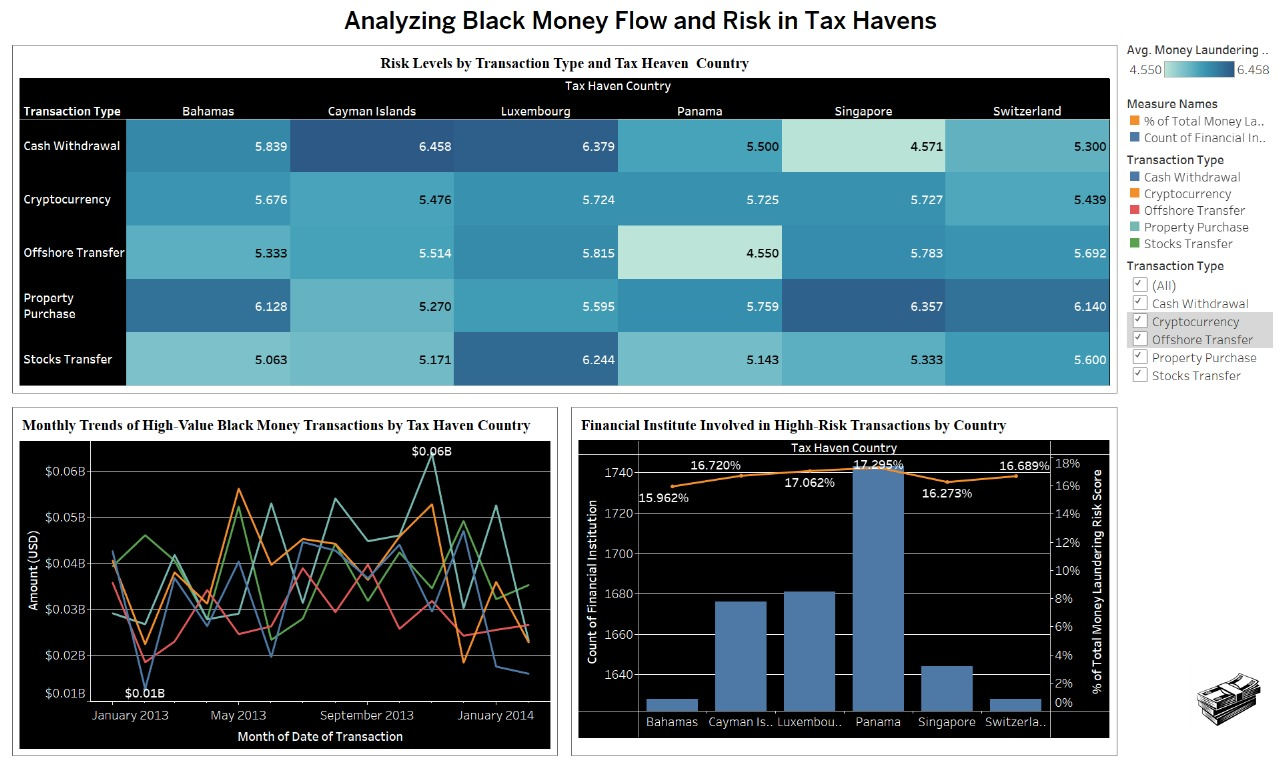 Analyzing Black Money Flow and Risk in Tax Havens
Risk Levels by Transaction Type and Tax Heaven Country
Tax Haven Country
Transaction Type Bahamas Cayman Islands Luxembourg Panama Singapore Switzerland
Cash Withdrawal 5.839 6.458 6.379 5.500 4.571 5.300
Cryptocurrency 5.676 5.476 5.724 5.725 5.727 5.439
Offshore Transfer 5.333 5.514 5.815 4.550 5.783 5.692
Property
Purchase 6.128 5.270 5.595 5.759 6.357 6.140
Stocks Transfer 5.063 5.171 6.244 5.143 5.333 5.600
Avg. Money Laundering ..
4.550 6.458
Measure Names
% of Total Money La..
Count of Financial In..
Transaction Type
Cash Withdrawal
Cryptocurrency
Offshore Transfer
Property Purchase
Stocks Transfer
Transaction Type
(All)
Cash Withdrawal
Cryptocurrency
Offshore Transfer
Property Purchase
Stocks Transfer
Monthly Trends of High-Value Black Money Transactions by Tax Haven Country
$0.06B
$0.06B
$0.05B
$0.04B
$0.03B
$0.02B
$0.01B
$0.01B
Amount (USD)
January 2013 May 2013 September 2013 January 2014
Month of Date of Transaction
Financial Institute Involved in Highh-Risk Transactions by Country
Tax Haven Country
Count of Financial Institution
1740
1720
1700
1680
1660
1640
15.962%
16.720%
17.062%
17.295%
16.273%
16.689%
18%
16%
14%
12%
10%
8%
6%
4%
2%
0%
% of Total Money Laundering Risk Score
Bahamas Cayman Is.. Luxembou.. Panama Singapore Switzerla..